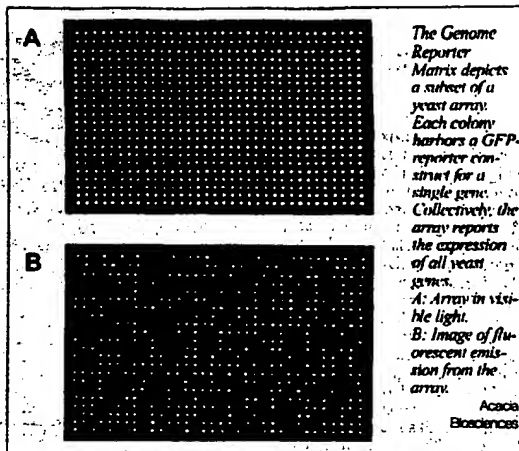 A
The Genome
Reporter
Matrix depicts
a subset of a
yeast array.
Each colony
harbors a GFP-
reporter con-
struct for a
single gene.
Collectively, the
array reports
the expression
of all yeast
genes.
A: Array in visi-
ble light.
B: Image of flu-
orescent emis-
sion from the
array.
Acacia
Biosciences
B